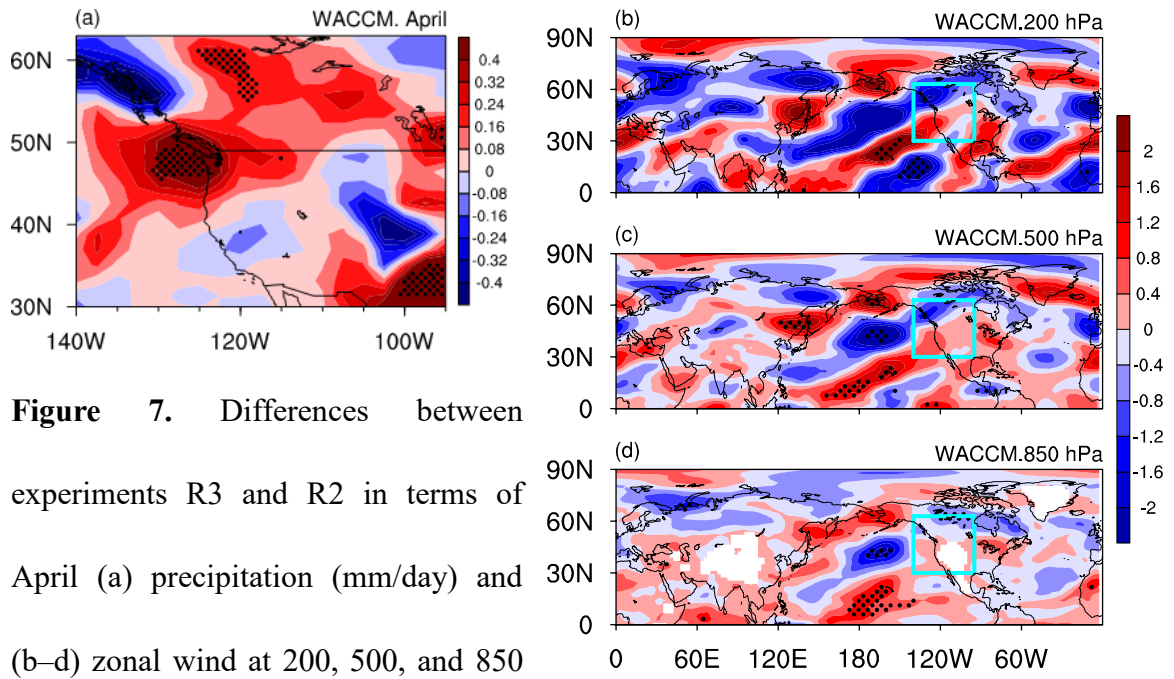 (a) WACCM. April
60N
50N
40N
30N
140W 120W 100W
0.4
0.32
0.24
0.16
0.08
0
-0.08
-0.16
-0.24
-0.32
-0.4
Figure 7. Differences between
experiments R3 and R2 in terms of
April (a) precipitation (mm/day) and
(b–d) zonal wind at 200, 500, and 850
(b) WACCM.200 hPa
90N
60N
30N
0
(c) WACCM.500 hPa
90N
60N
30N
0
(d) WACCM.850 hPa
90N
60N
30N
0
0 60E 120E 180 120W 60W
2
1.6
1.2
0.8
0.4
0
-0.4
-0.8
-1.2
-1.6
-2